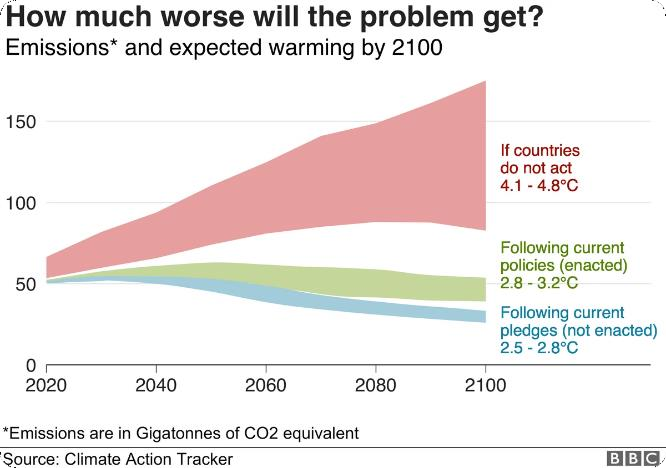 How much worse will the problem get?
Emissions* and expected warming by 2100
150
100
50
0
If countries
do not act
4.1 - 4.8°C
Following current
policies (enacted)
2.8 - 3.2°C
Following current
pledges (not enacted)
2.5 - 2.8°C
2020 2040 2060 2080 2100
*Emissions are in Gigatonnes of CO2 equivalent
Source: Climate Action Tracker
BBC